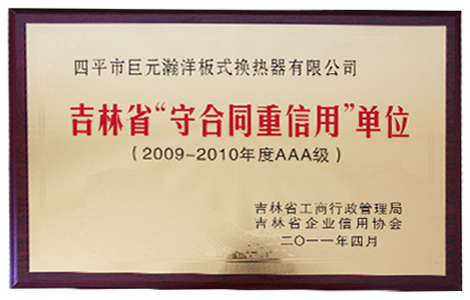 四平市巨元瀚洋板式换热器有限公司
吉林省“守合同重信用”单位
(2009-2010年度AAA级)
吉林省工商行政管理局
吉林省企业信用协会
二〇一一年四月